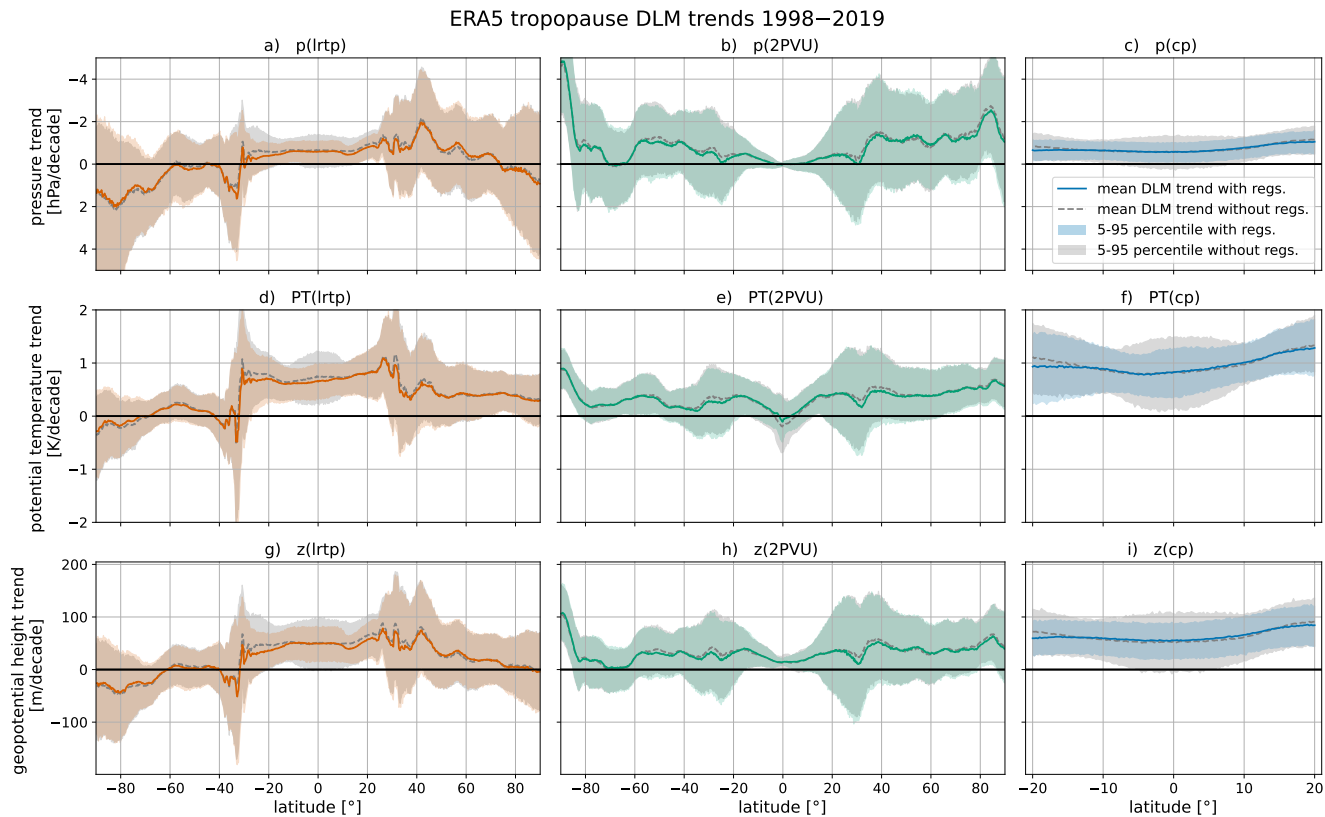 ERA5 tropopause DLM trends 1998−2019
a) p(lrtp)
b) p(2PVU)
c) p(cp)
pressure trend
[hPa/decade]
−4
−2
0
2
4
mean DLM trend with regs.
mean DLM trend without regs.
5-95 percentile with regs.
5-95 percentile without regs.
d) PT(lrtp)
e) PT(2PVU)
f) PT(cp)
potential temperature trend
[K/decade]
2
1
0
−1
−2
g) z(lrtp)
h) z(2PVU)
i) z(cp)
geopotential height trend
[m/decade]
200
100
0
−100
−80 −60 −40 −20 0 20 40 60 80
−80 −60 −40 −20 0 20 40 60 80
−20 −10 0 10 20
latitude [°]
latitude [°]
latitude [°]